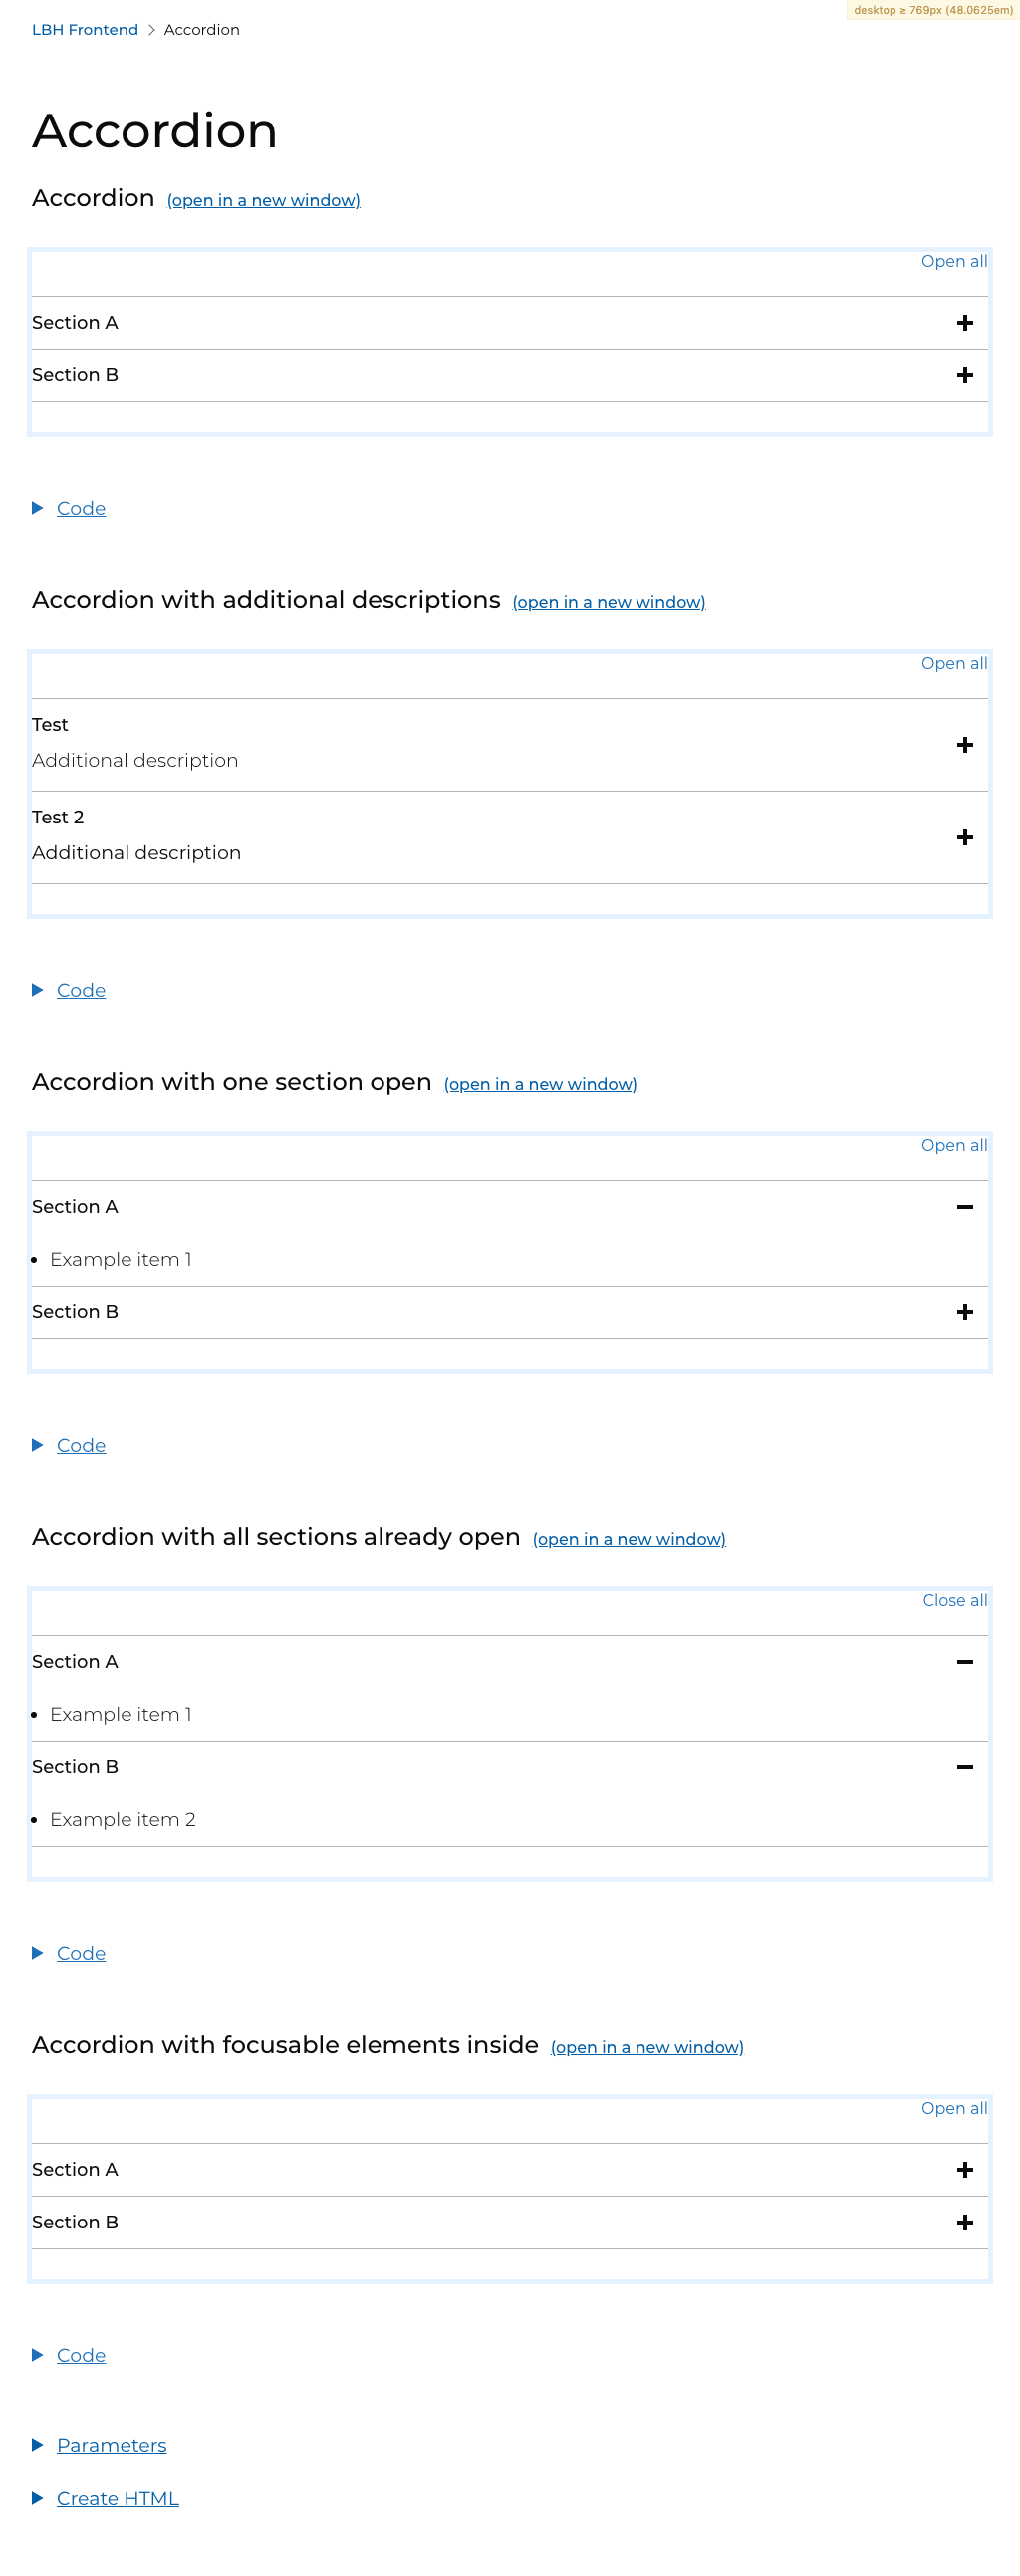 desktop ≥ 769px (48.0625em)
LBH Frontend > Accordion
Accordion
Accordion (open in a new window)
Open all
Section A
Section B
Code
Accordion with additional descriptions (open in a new window)
Open all
Test
Additional description
Test 2
Additional description
Code
Accordion with one section open (open in a new window)
Open all
Section A
• Example item 1
Section B
Code
Accordion with all sections already open (open in a new window)
Close all
Section A
• Example item 1
Section B
• Example item 2
Code
Accordion with focusable elements inside (open in a new window)
Open all
Section A
Section B
Code
Parameters
Create HTML